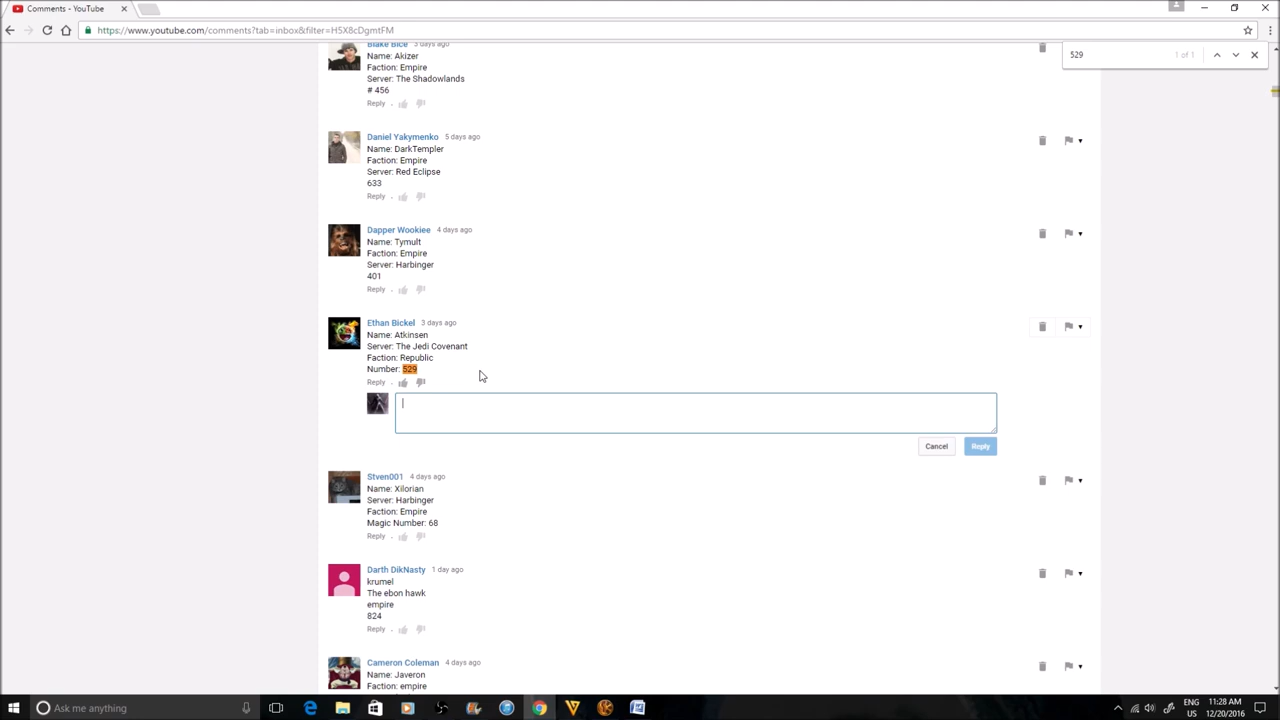 Comments - YouTube
https://www.youtube.com/comments?tab=inbox&filter=H5X8cDgmtFM
529
1 of 1
Blake Bice 3 days ago
Name: Akizer
Faction: Empire
Server: The Shadowlands
# 456
Reply
Daniel Yakymenko 5 days ago
Name: DarkTempler
Faction: Empire
Server: Red Eclipse
633
Reply
Dapper Wookiee 4 days ago
Name: Tymult
Faction: Empire
Server: Harbinger
401
Reply
Ethan Bickel 3 days ago
Name: Atkinsen
Server: The Jedi Covenant
Faction: Republic
Number: 529
Reply
Cancel
Reply
Stven001 4 days ago
Name: Xilorian
Server: Harbinger
Faction: Empire
Magic Number: 68
Reply
Darth DikNasty 1 day ago
krumel
The ebon hawk
empire
824
Reply
Cameron Coleman 4 days ago
Name: Javeron
Faction: empire
Ask me anything
ENG
US
11:28 AM
12/20/2016